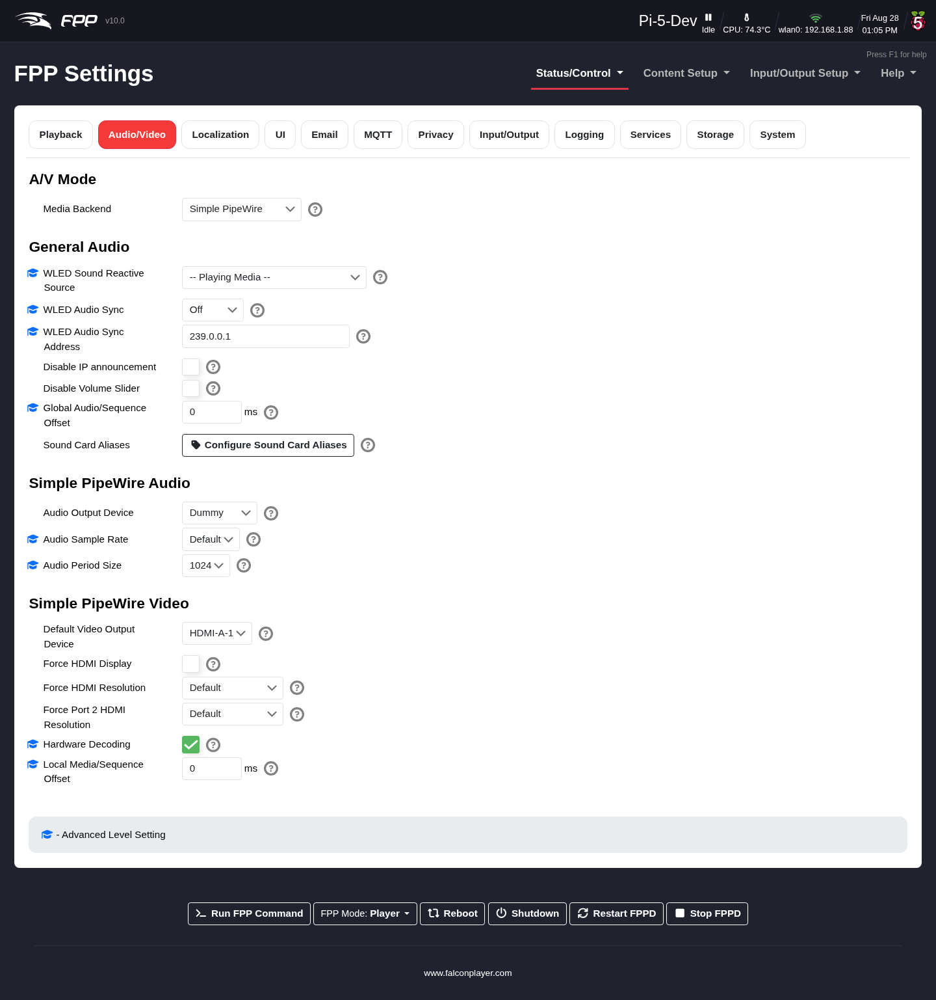 FPP v10.0
Pi-5-Dev Idle CPU: 74.3°C wlan0: 192.168.1.88 Fri Aug 28 01:05 PM 5
Press F1 for help
FPP Settings
Status/Control Content Setup Input/Output Setup Help
Playback Audio/Video Localization UI Email MQTT Privacy Input/Output Logging Services Storage System
A/V Mode
Media Backend Simple PipeWire ?
General Audio
WLED Sound Reactive
Source -- Playing Media -- ?
WLED Audio Sync Off ?
WLED Audio Sync
Address 239.0.0.1 ?
Disable IP announcement ?
Disable Volume Slider ?
Global Audio/Sequence
Offset 0 ms ?
Sound Card Aliases Configure Sound Card Aliases ?
Simple PipeWire Audio
Audio Output Device Dummy ?
Audio Sample Rate Default ?
Audio Period Size 1024 ?
Simple PipeWire Video
Default Video Output
Device HDMI-A-1 ?
Force HDMI Display ?
Force HDMI Resolution Default ?
Force Port 2 HDMI
Resolution Default ?
Hardware Decoding ?
Local Media/Sequence
Offset 0 ms ?
- Advanced Level Setting
Run FPP Command FPP Mode: Player Reboot Shutdown Restart FPPD Stop FPPD
www.falconplayer.com